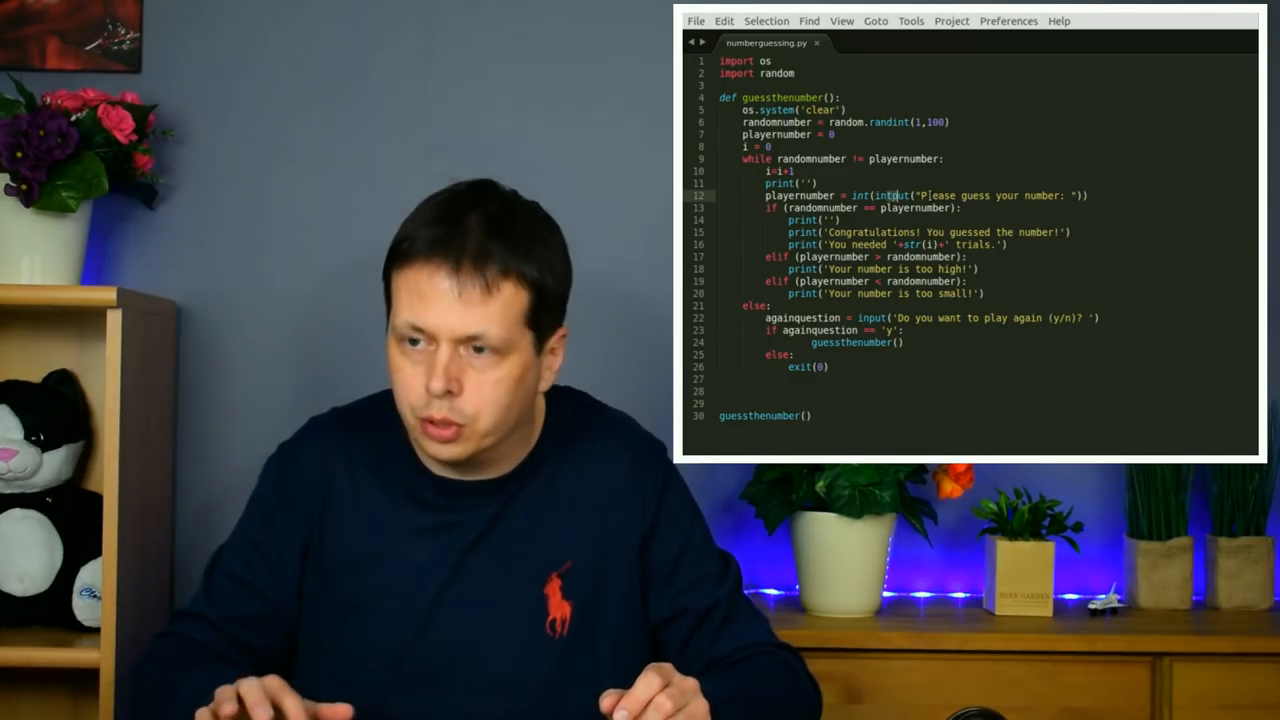 File Edit Selection Find View Goto Tools Project Preferences Help
numberguessing.py ×
1 import os
2 import random
3
4 def guessthenumber():
5 os.system('clear')
6 randomnumber = random.randint(1,100)
7 playernumber = 0
8 i = 0
9 while randomnumber != playernumber:
10 i=i+1
11 print('')
12 playernumber = int(intput("Please guess your number: "))
13 if (randomnumber == playernumber):
14 print('')
15 print('Congratulations! You guessed the number!')
16 print('You needed '+str(i)+' trials.')
17 elif (playernumber > randomnumber):
18 print('Your number is too high!')
19 elif (playernumber < randomnumber):
20 print('Your number is too small!')
21 else:
22 againquestion = input('Do you want to play again (y/n)? ')
23 if againquestion == 'y':
24 guessthenumber()
25 else:
26 exit(0)
27
28
29
30 guessthenumber()
HERB GARDEN